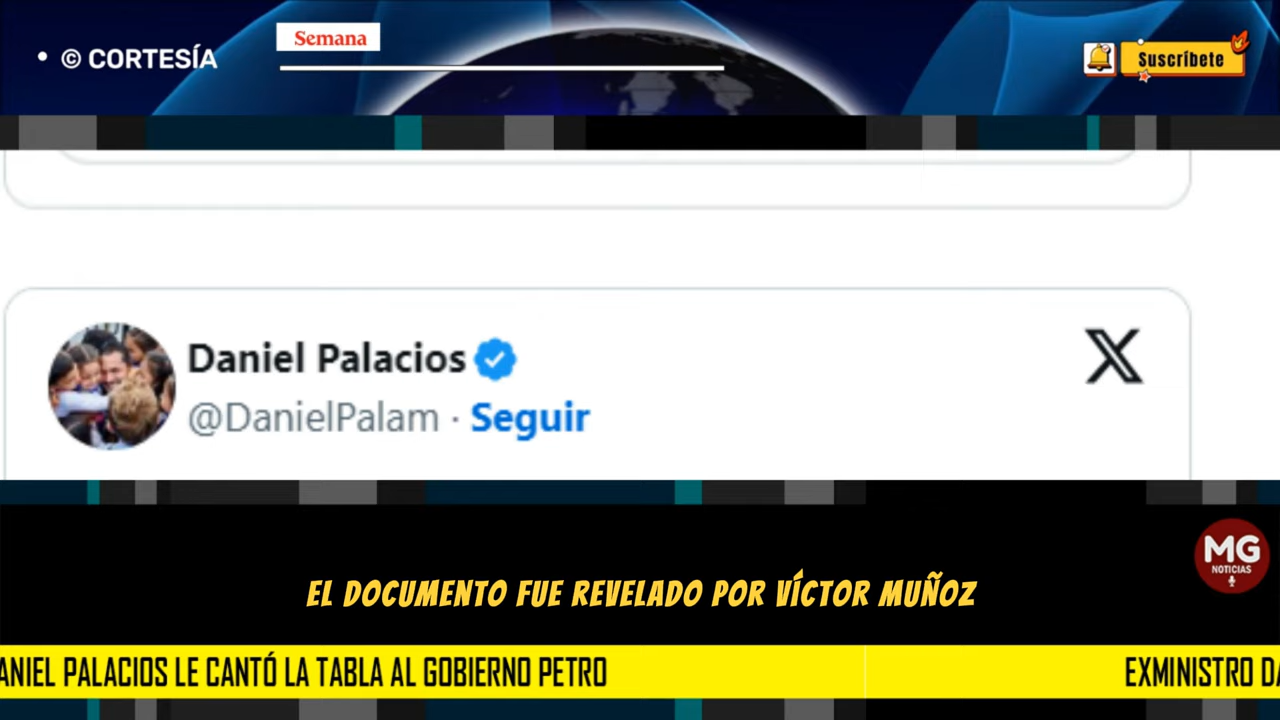 • © CORTESÍA
Semana
Suscríbete
Daniel Palacios
@DanielPalam · Seguir
X
MG
NOTICIAS
EL DOCUMENTO FUE REVELADO POR VÍCTOR MUÑOZ
ANIEL PALACIOS LE CANTÓ LA TABLA AL GOBIERNO PETRO
EXMINISTRO DA